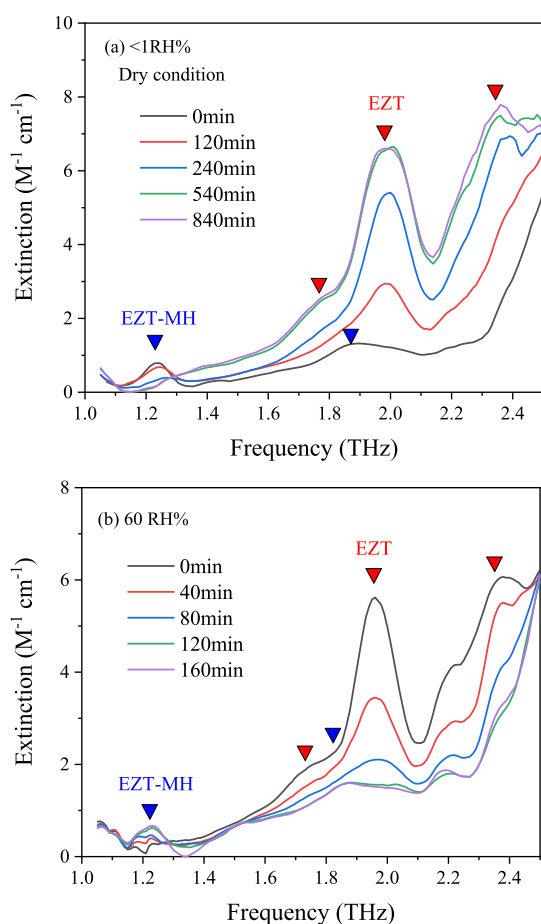 (a) <1RH%
Dry condition
0min
120min
240min
540min
840min
EZT
EZT-MH
Extinction (M⁻¹ cm⁻¹)
10
8
6
4
2
0
1.0 1.2 1.4 1.6 1.8 2.0 2.2 2.4
Frequency (THz)
(b) 60 RH%
0min
40min
80min
120min
160min
EZT
EZT-MH
Extinction (M⁻¹ cm⁻¹)
8
6
4
2
0
1.0 1.2 1.4 1.6 1.8 2.0 2.2 2.4
Frequency (THz)